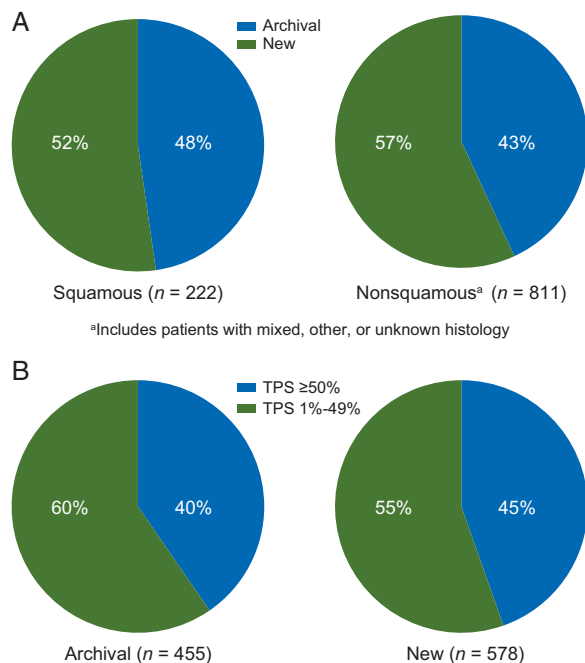 A
Archival
New
52%
48%
57%
43%
Squamous (n = 222)
Nonsquamousᵃ (n = 811)
ᵃIncludes patients with mixed, other, or unknown histology
B
TPS ≥50%
TPS 1%-49%
60%
40%
55%
45%
Archival (n = 455)
New (n = 578)